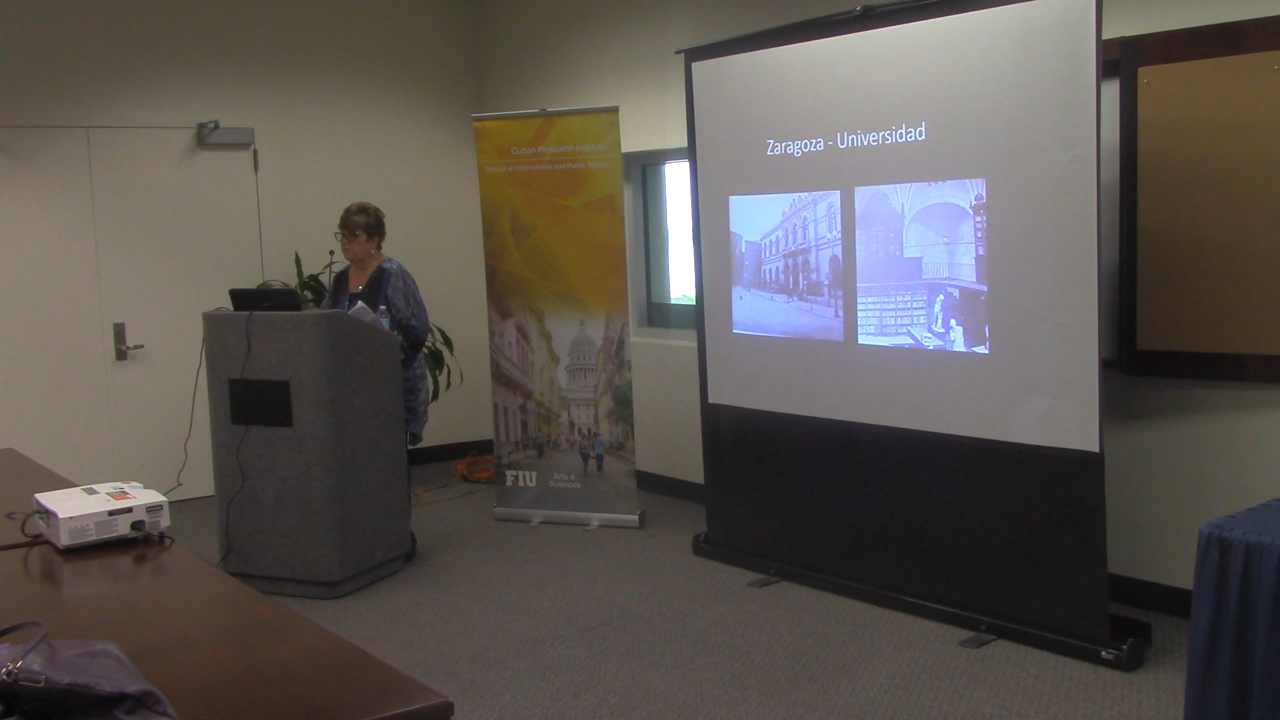 Cuban Research Institute
School of International and Public Affairs
FIU
Arts &
Sciences
Zaragoza - Universidad